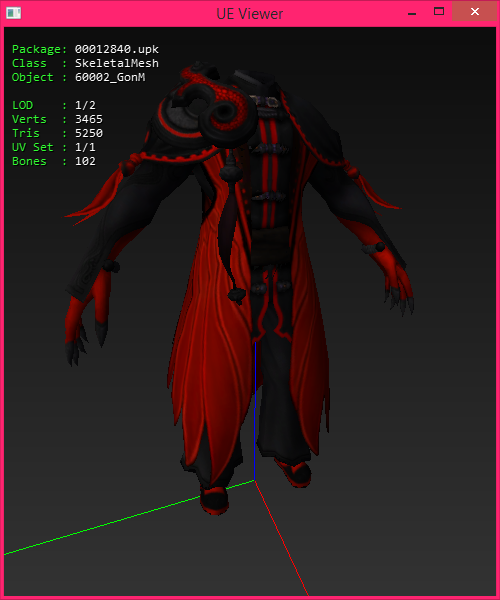 UE Viewer
Package: 00012840.upk
Class : SkeletalMesh
Object : 60002_GonM
LOD : 1/2
Verts : 3465
Tris : 5250
UV Set : 1/1
Bones : 102